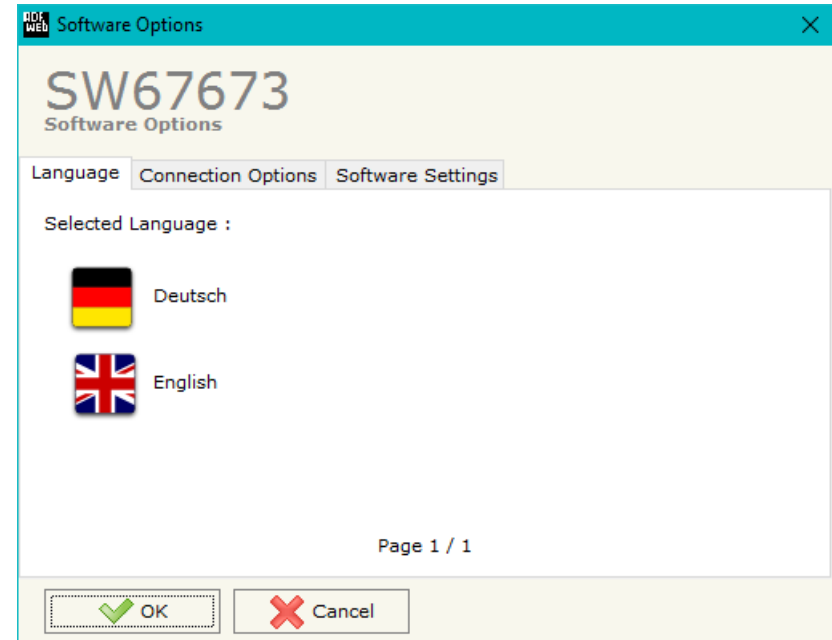 ADF
WEB Software Options
SW67673
Software Options
Language Connection Options Software Settings
Selected Language :
Deutsch
English
Page 1 / 1
OK Cancel